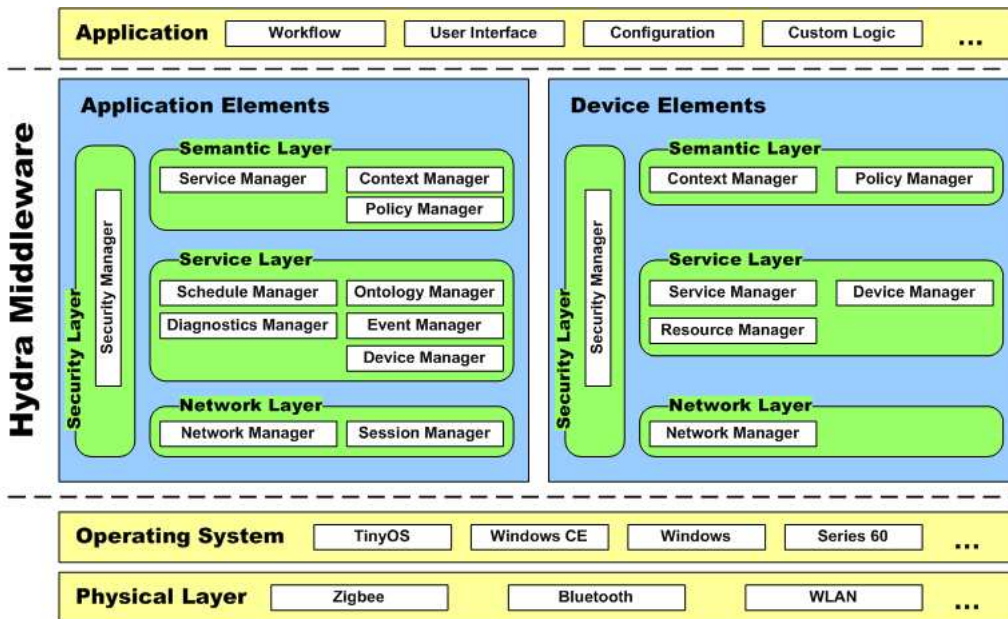 Application
Workflow
User Interface
Configuration
Custom Logic
...
Hydra Middleware
Application Elements
Security Layer
Security Manager
Semantic Layer
Service Manager
Context Manager
Policy Manager
Service Layer
Schedule Manager
Ontology Manager
Diagnostics Manager
Event Manager
Device Manager
Network Layer
Network Manager
Session Manager
Device Elements
Security Layer
Security Manager
Semantic Layer
Context Manager
Policy Manager
Service Layer
Service Manager
Device Manager
Resource Manager
Network Layer
Network Manager
Operating System
TinyOS
Windows CE
Windows
Series 60
...
Physical Layer
Zigbee
Bluetooth
WLAN
...